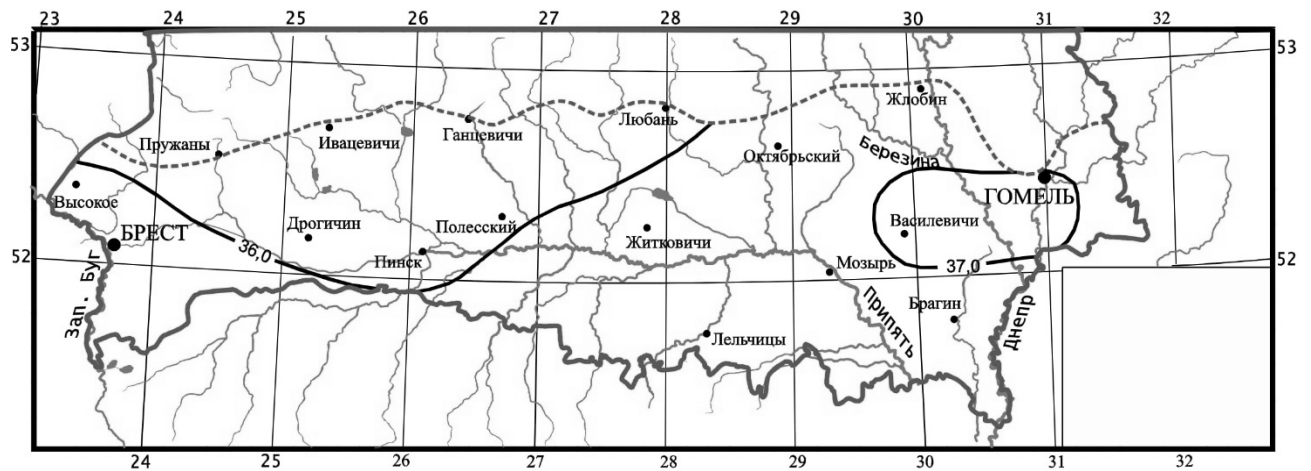 23 24 25 26 27 28 29 30 31 32
53 53
Жлобин
Любань
Ганцевичи
Ивацевичи
Пружаны
Октябрьский
Березина
ГОМЕЛЬ
Высокое
Василевичи
Полесский
Дрогичин
БРЕСТ
Житковичи
36,0
Пинск
52 52
Мозырь
37,0
Зап. Буг
Брагин
Припять
Днепр
Лельчицы
24 25 26 27 28 29 30 31 32